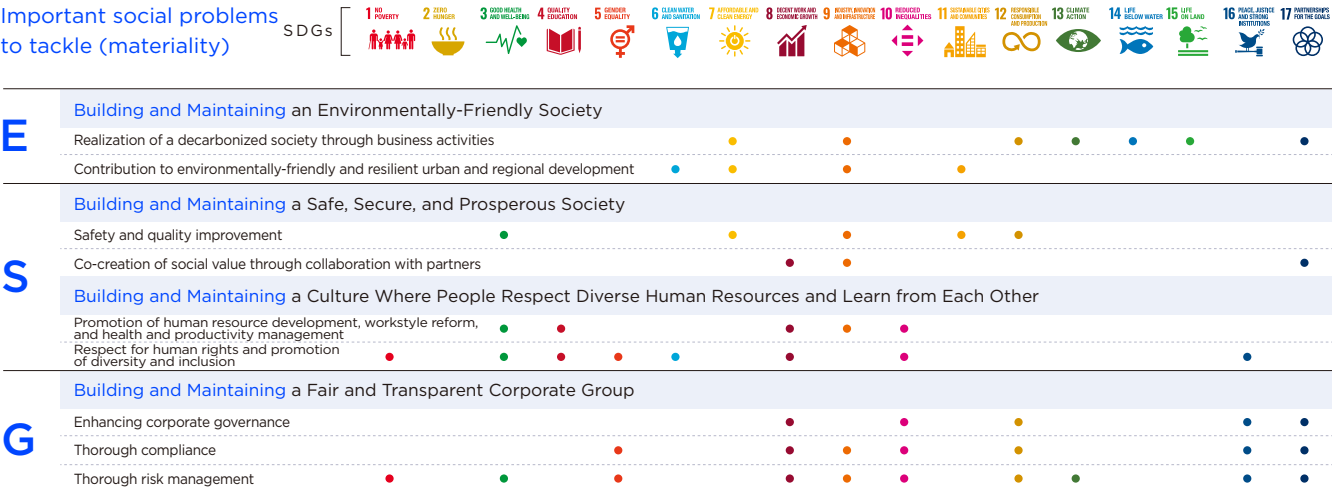 Important social problems
to tackle (materiality)
SDGs
1 NO
POVERTY
2 ZERO
HUNGER
3 GOOD HEALTH
AND WELL-BEING
4 QUALITY
EDUCATION
5 GENDER
EQUALITY
6 CLEAN WATER
AND SANITATION
7 AFFORDABLE AND
CLEAN ENERGY
8 DECENT WORK AND
ECONOMIC GROWTH
9 INDUSTRY, INNOVATION
AND INFRASTRUCTURE
10 REDUCED
INEQUALITIES
11 SUSTAINABLE CITIES
AND COMMUNITIES
12 RESPONSIBLE
CONSUMPTION
AND PRODUCTION
13 CLIMATE
ACTION
14 LIFE
BELOW WATER
15 LIFE
ON LAND
16 PEACE, JUSTICE
AND STRONG
INSTITUTIONS
17 PARTNERSHIPS
FOR THE GOALS
E
Building and Maintaining an Environmentally-Friendly Society
Realization of a decarbonized society through business activities
Contribution to environmentally-friendly and resilient urban and regional development
S
Building and Maintaining a Safe, Secure, and Prosperous Society
Safety and quality improvement
Co-creation of social value through collaboration with partners
Building and Maintaining a Culture Where People Respect Diverse Human Resources and Learn from Each Other
Promotion of human resource development, workstyle reform,
and health and productivity management
Respect for human rights and promotion
of diversity and inclusion
G
Building and Maintaining a Fair and Transparent Corporate Group
Enhancing corporate governance
Thorough compliance
Thorough risk management